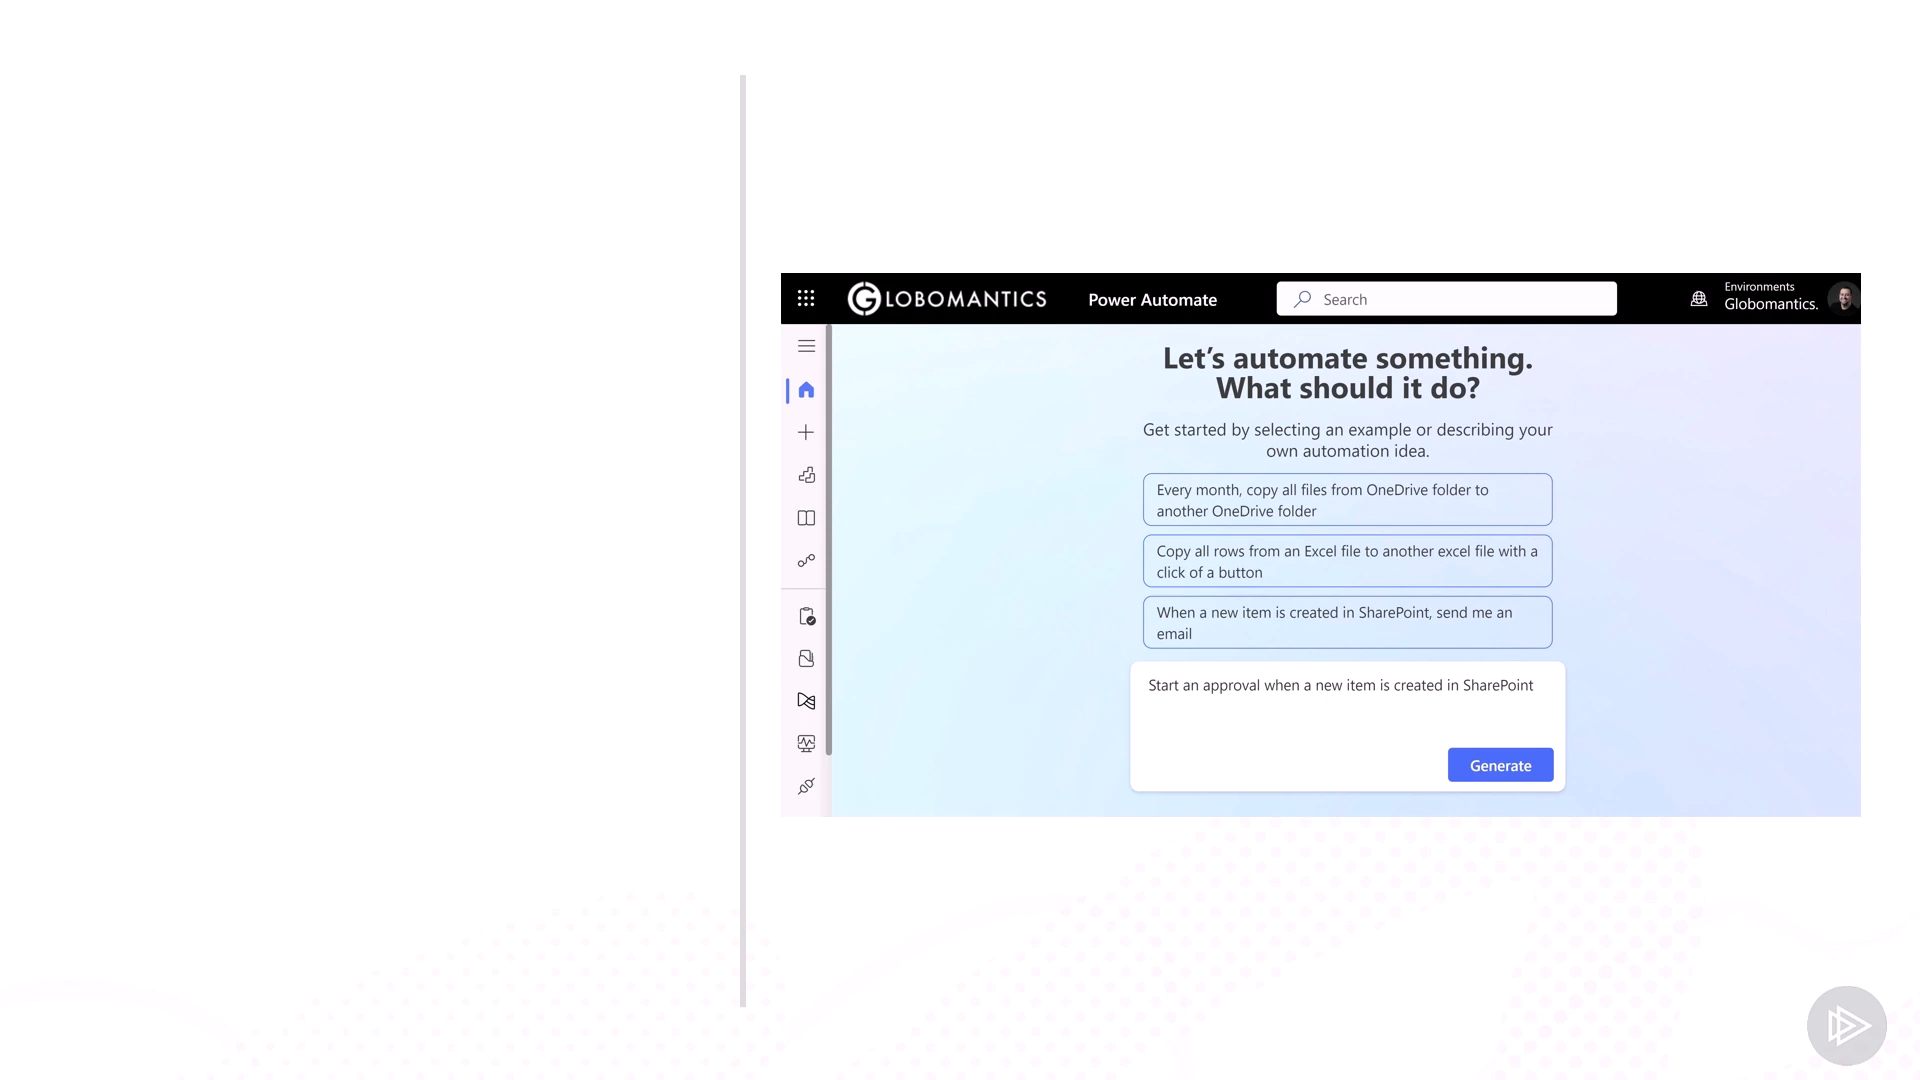 GLOBOMANTICS
Power Automate
Search
Environments
Globomantics.
Let’s automate something.
What should it do?
Get started by selecting an example or describing your
own automation idea.
Every month, copy all files from OneDrive folder to
another OneDrive folder
Copy all rows from an Excel file to another excel file with a
click of a button
When a new item is created in SharePoint, send me an
email
Start an approval when a new item is created in SharePoint
Generate